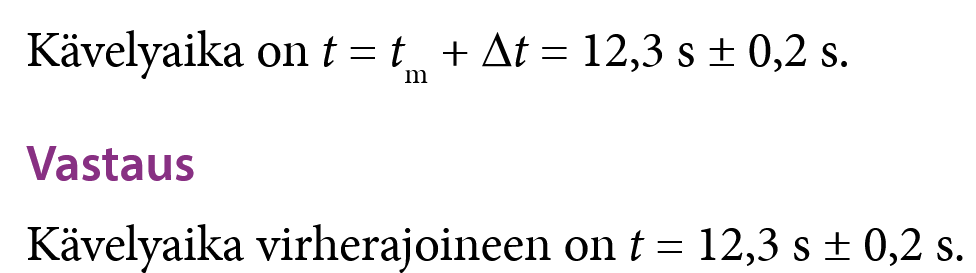 Kävelyaika on t = tₘ + Δt = 12,3 s ± 0,2 s.
Vastaus
Kävelyaika virherajoineen on t = 12,3 s ± 0,2 s.